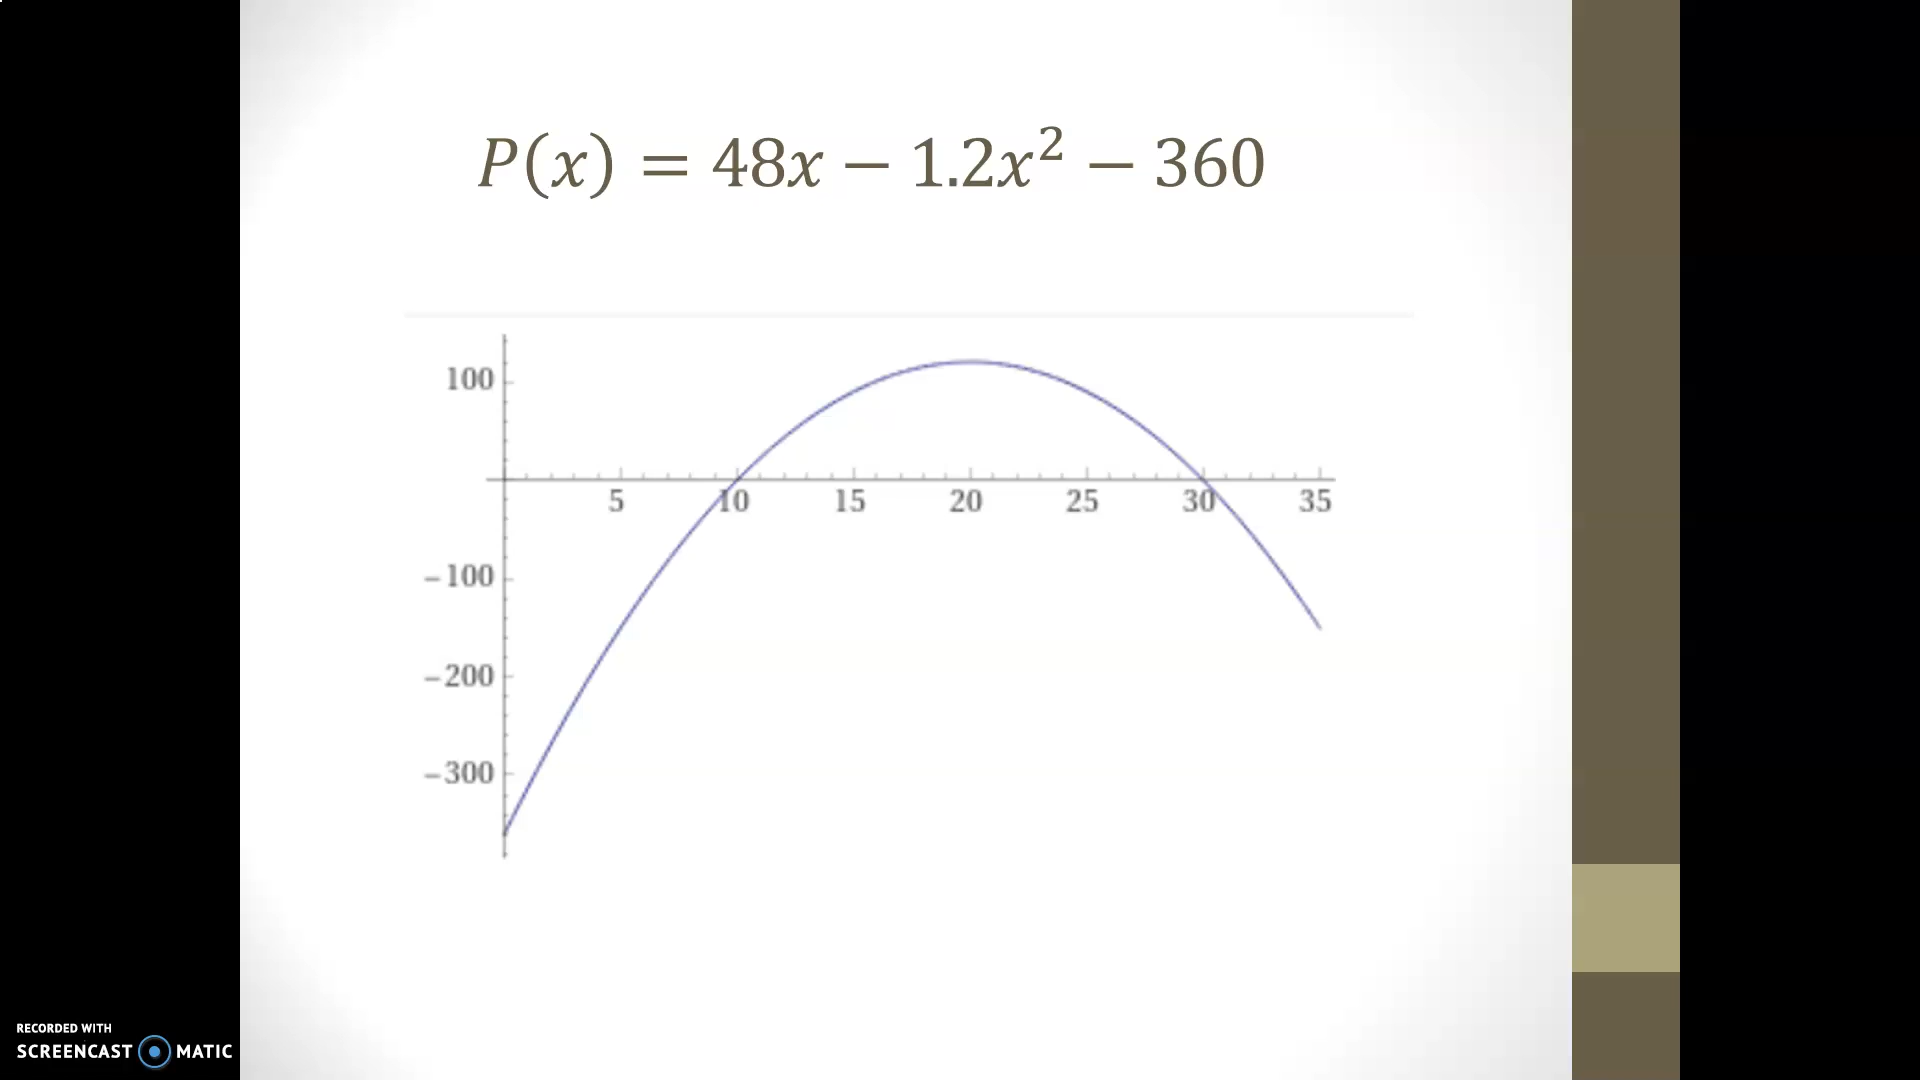 P(x) = 48x − 1.2x² − 360
100
5 10 15 20 25 30 35
−100
−200
−300
RECORDED WITH
SCREENCAST MATIC